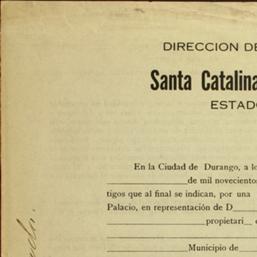 DIRECCION DE
Santa Catalina
ESTADO
En la Ciudad de Durango, a lo
de mil novecientos
tigos que al final se indican, por una
Palacio, en representación de D
propietari
Municipio de